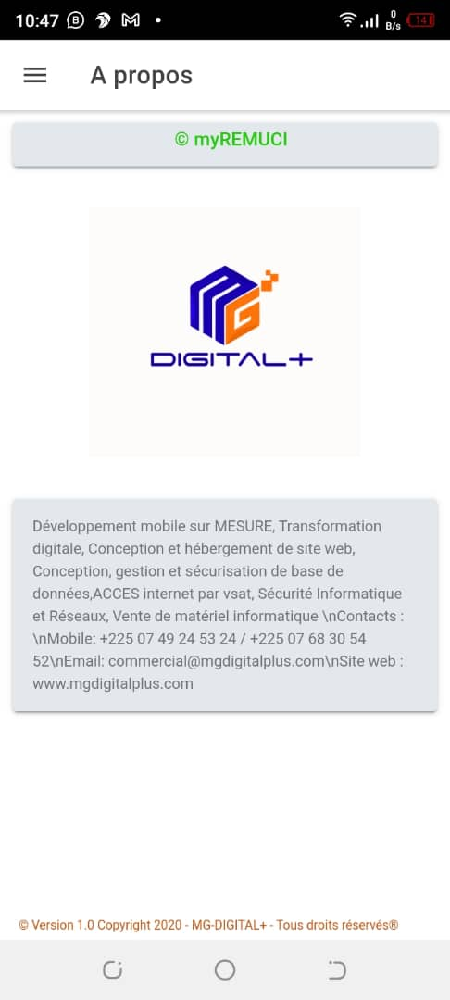 10:47
0
B/s
14
A propos
© myREMUCI
MG
DIGITAL+
Développement mobile sur MESURE, Transformation
digitale, Conception et hébergement de site web,
Conception, gestion et sécurisation de base de
données,ACCES internet par vsat, Sécurité Informatique
et Réseaux, Vente de matériel informatique \nContacts :
\nMobile: +225 07 49 24 53 24 / +225 07 68 30 54
52\nEmail: commercial@mgdigitalplus.com\nSite web :
www.mgdigitalplus.com
© Version 1.0 Copyright 2020 - MG-DIGITAL+ - Tous droits réservés®